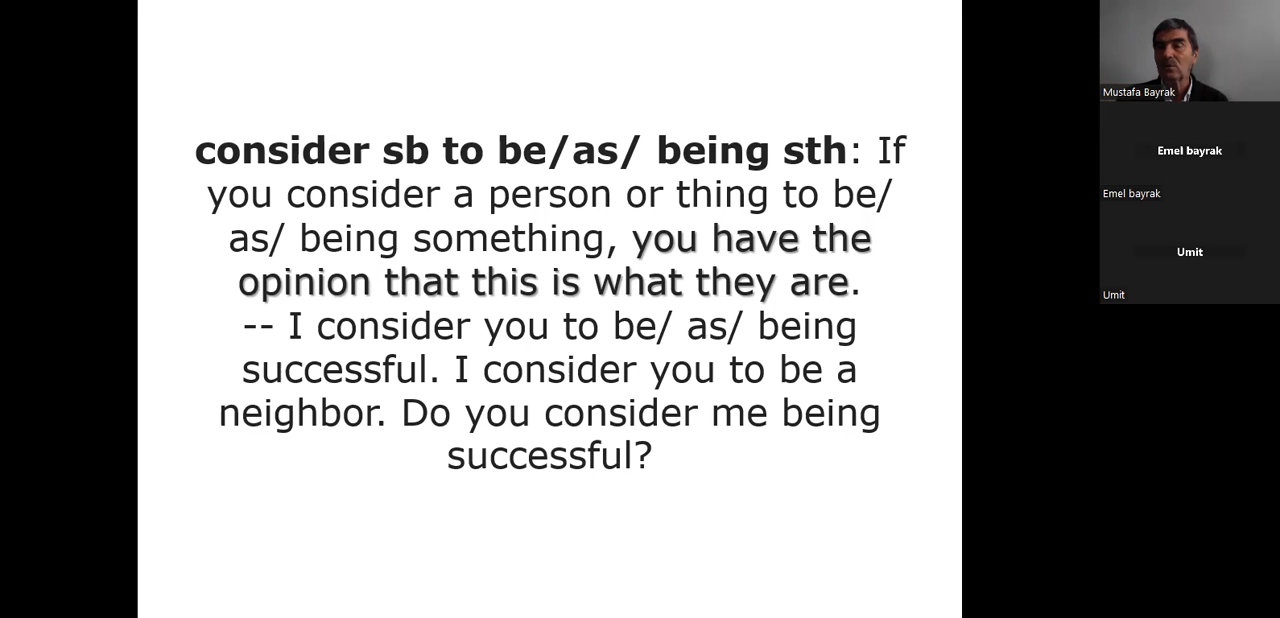 consider sb to be/as/ being sth: If
you consider a person or thing to be/
as/ being something, you have the
opinion that this is what they are.
-- I consider you to be/ as/ being
successful. I consider you to be a
neighbor. Do you consider me being
successful?
Mustafa Bayrak
Emel bayrak
Emel bayrak
Umit
Umit